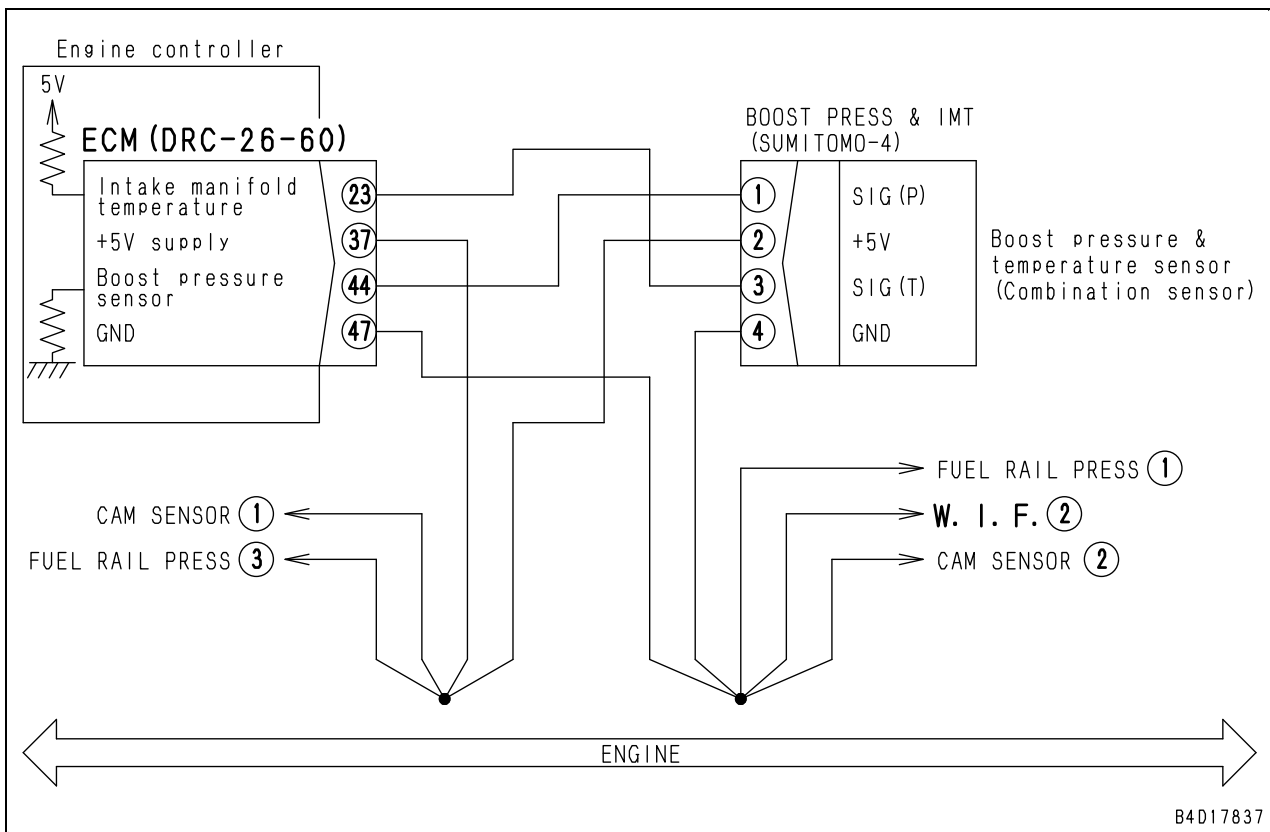 Engine controller
5V
ECM(DRC-26-60)
Intake manifold
temperature
23
+5V supply
37
Boost pressure
sensor
44
GND
47
BOOST PRESS & IMT
(SUMITOMO-4)
1
SIG(P)
2
+5V
3
SIG(T)
4
GND
Boost pressure &
temperature sensor
(Combination sensor)
CAM SENSOR 1
FUEL RAIL PRESS 3
FUEL RAIL PRESS 1
W. I. F. 2
CAM SENSOR 2
ENGINE
B4D17837